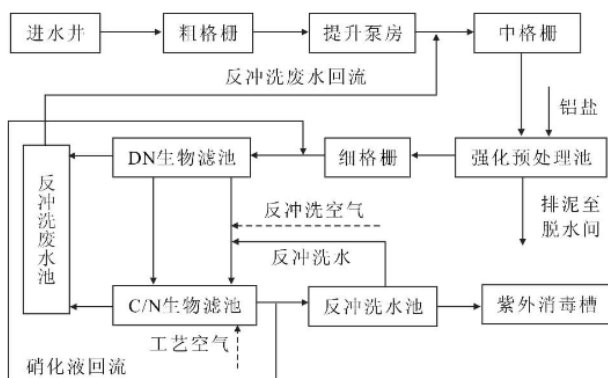 进水井
粗格栅
提升泵房
中格栅
反冲洗废水回流
铝盐
DN生物滤池
细格栅
强化预处理池
反冲洗废水池
反冲洗空气
排泥至
脱水间
反冲洗水
C/N生物滤池
反冲洗水池
紫外消毒槽
工艺空气
硝化液回流